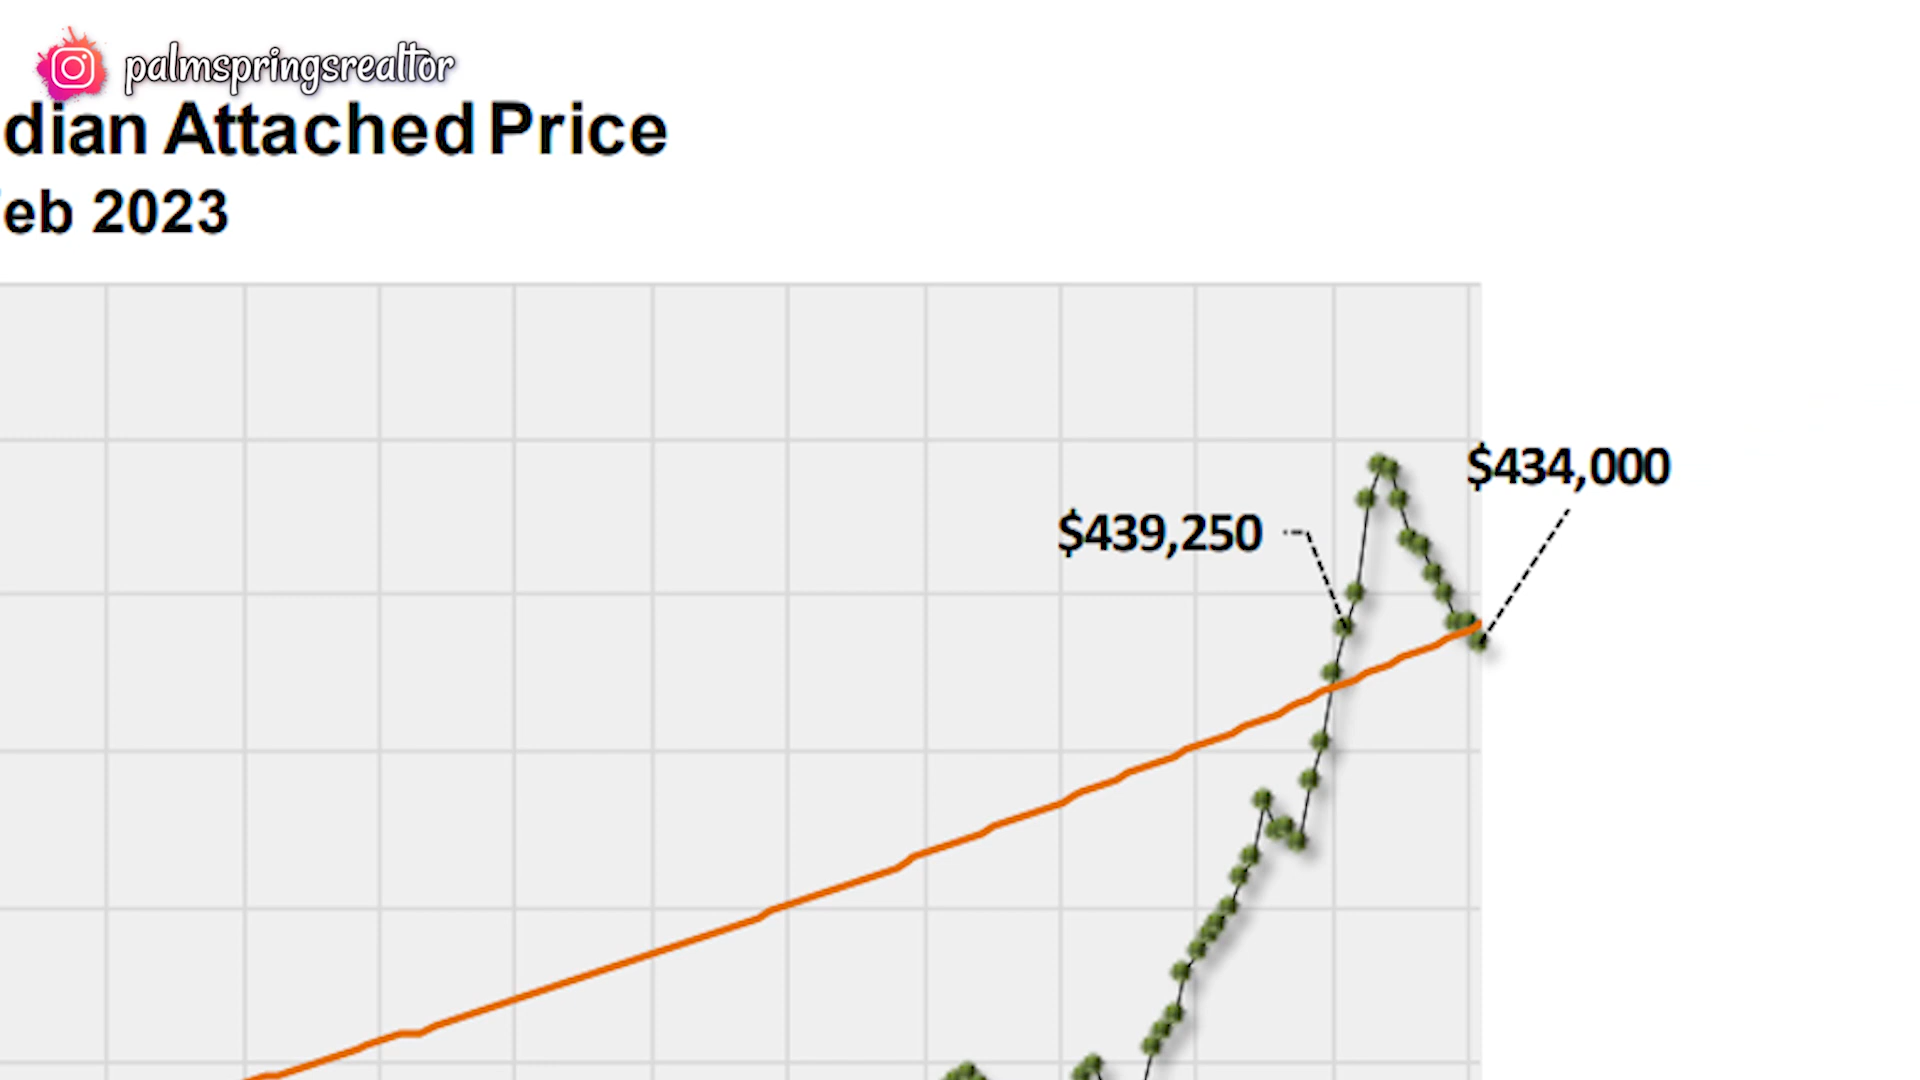 palmspringsrealtor
dian Attached Price
eb 2023
$434,000
$439,250